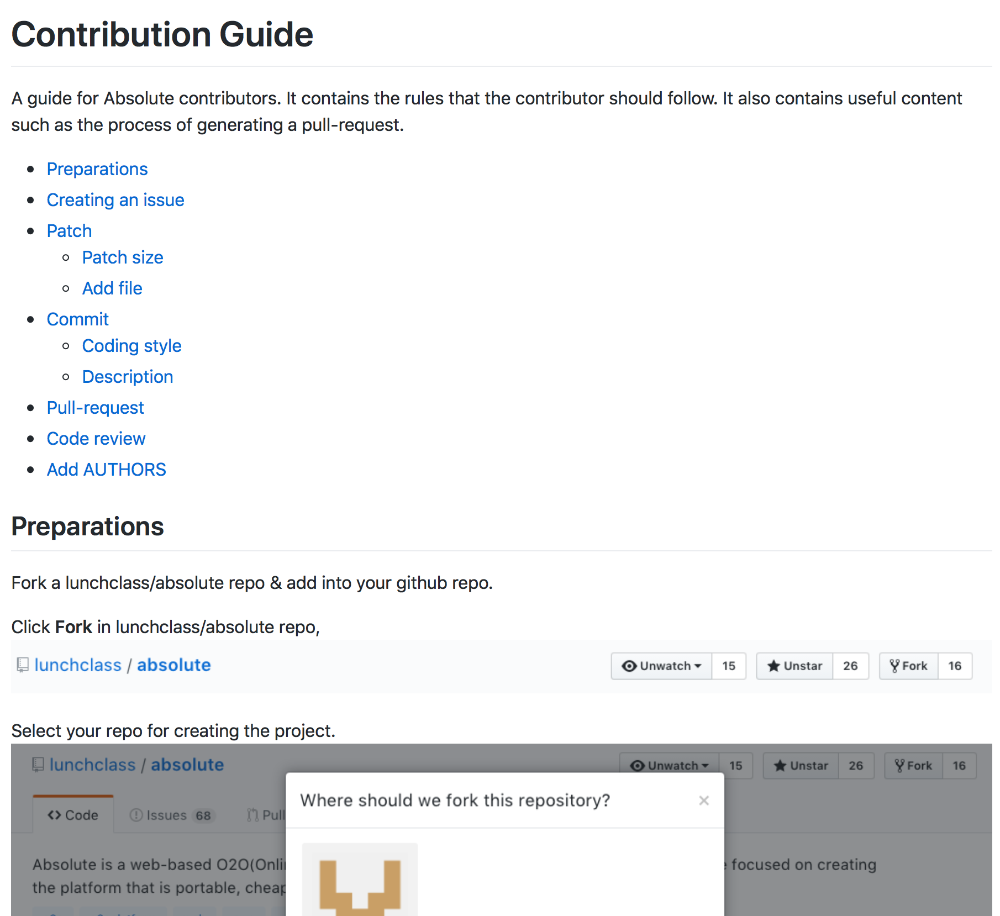 Contribution Guide
A guide for Absolute contributors. It contains the rules that the contributor should follow. It also contains useful content
such as the process of generating a pull-request.
Preparations
Creating an issue
Patch
Patch size
Add file
Commit
Coding style
Description
Pull-request
Code review
Add AUTHORS
Preparations
Fork a lunchclass/absolute repo & add into your github repo.
Click Fork in lunchclass/absolute repo,
lunchclass / absolute Unwatch 15 Unstar 26 Fork 16
Select your repo for creating the project.
lunchclass / absolute Unwatch 15 Unstar 26 Fork 16
Where should we fork this repository? ×
<> Code Issues 68 Pull
Absolute is a web-based O2O(Onli focused on creating
the platform that is portable, cheap